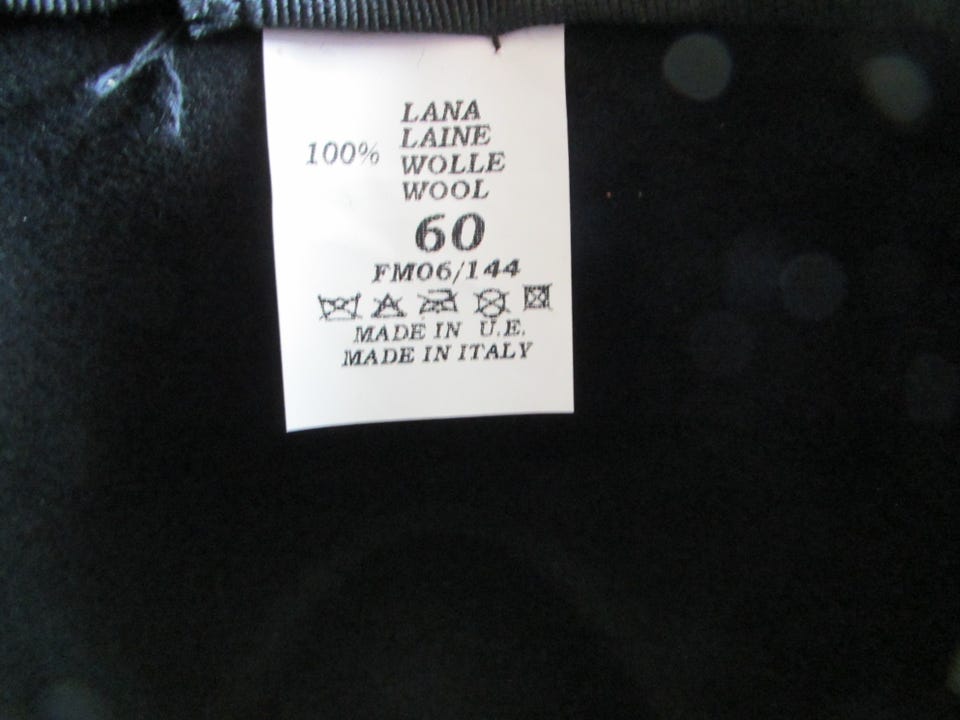 LANA
LAINE
100% WOLLE
WOOL
60
FM06/144
MADE IN U.E.
MADE IN ITALY